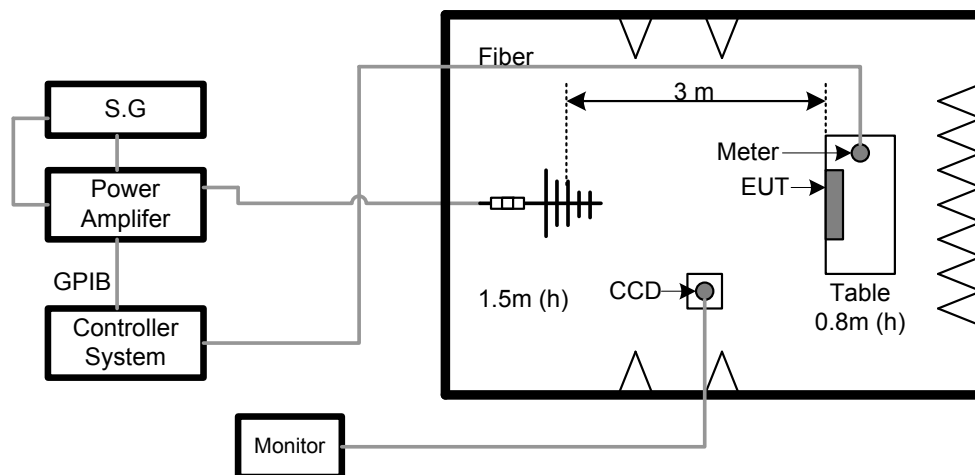 Fiber
3 m
S.G
Meter
Power
Amplifer
EUT
GPIB
1.5m (h)
CCD
Table
0.8m (h)
Controller
System
Monitor